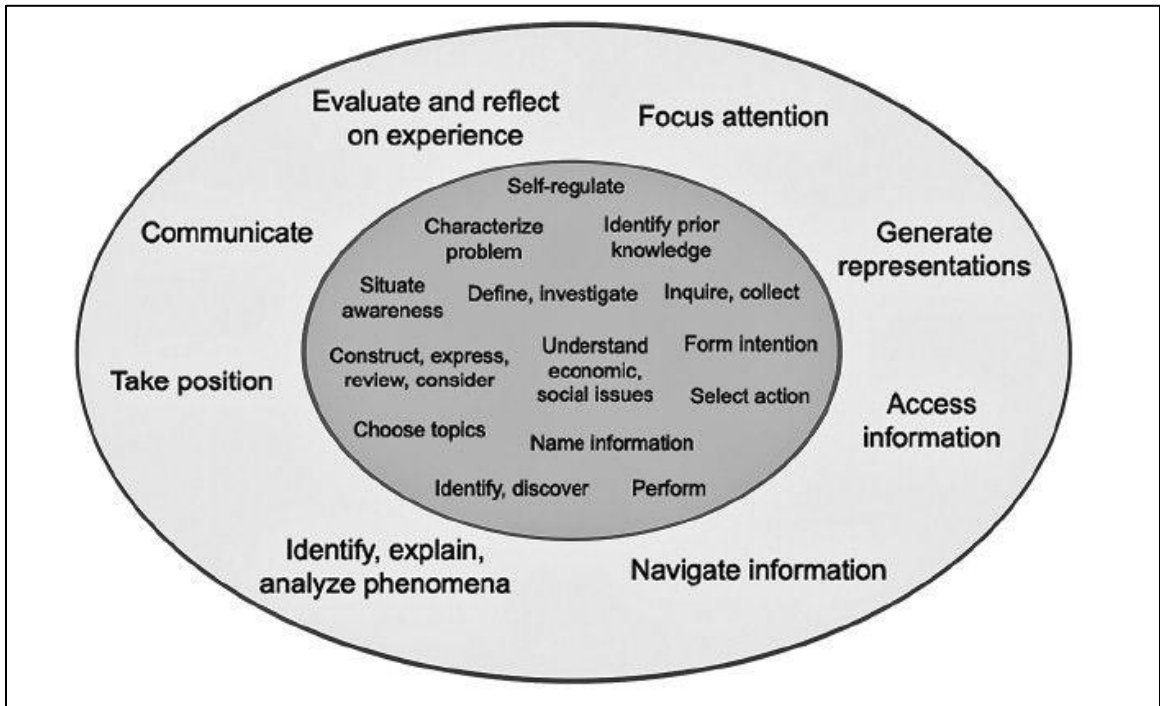 Evaluate and reflect
on experience
Focus attention
Self-regulate
Communicate
Characterize
problem
Identify prior
knowledge
Generate
representations
Situate
awareness
Define, investigate
Inquire, collect
Construct, express,
review, consider
Understand
economic,
social issues
Form intention
Take position
Select action
Access
information
Choose topics
Name information
Identify, discover
Perform
Identify, explain,
analyze phenomena
Navigate information